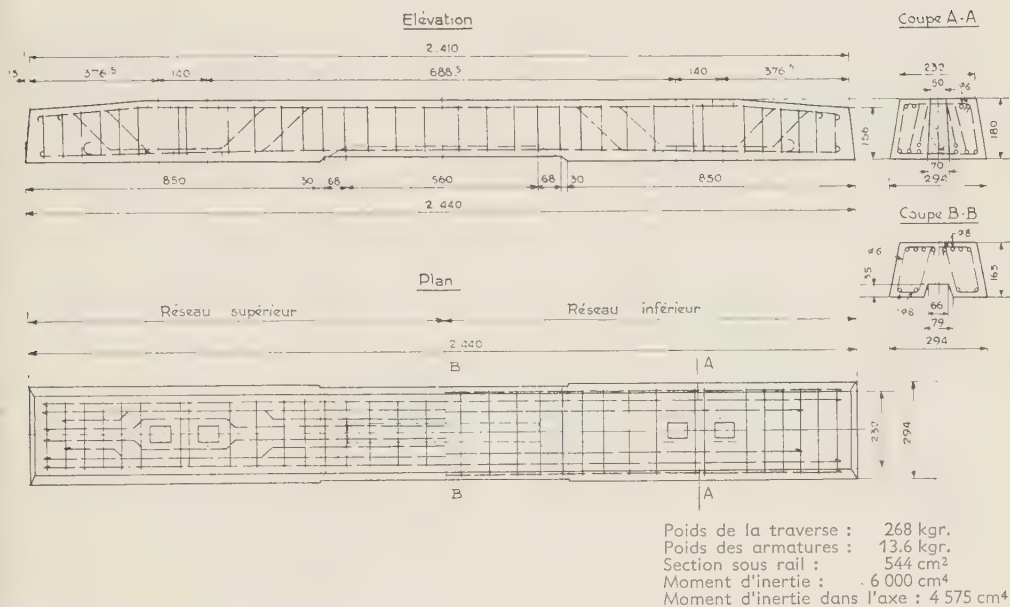 Elévation
2.410
15 376,5 140 688,5 140 376,5
156
850 30 68 560 68 30 850
2 440
Coupe A-A
232
50 ø6
180
70
294
Coupe B-B
ø8
ø6
35
165
ø8
66
79
294
Plan
Réseau supérieur Réseau inférieur
2 440
B A
232
294
B A
Poids de la traverse : 268 kgr.
Poids des armatures : 13.6 kgr.
Section sous rail : 544 cm²
Moment d'inertie : 6 000 cm⁴
Moment d'inertie dans l'axe : 4 575 cm⁴